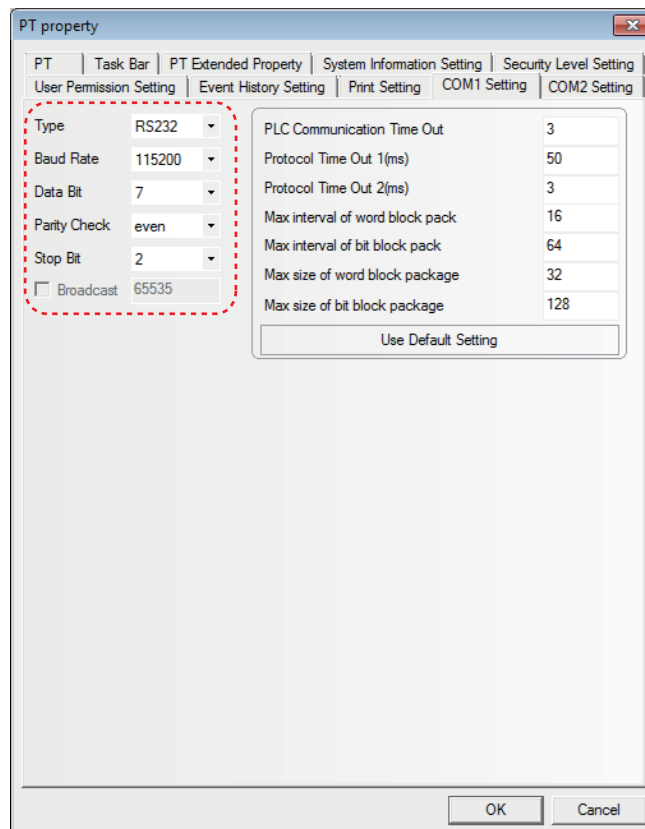 PT property
PT Task Bar PT Extended Property System Information Setting Security Level Setting
User Permission Setting Event History Setting Print Setting COM1 Setting COM2 Setting
Type RS232
Baud Rate 115200
Data Bit 7
Parity Check even
Stop Bit 2
Broadcast 65535
PLC Communication Time Out 3
Protocol Time Out 1(ms) 50
Protocol Time Out 2(ms) 3
Max interval of word block pack 16
Max interval of bit block pack 64
Max size of word block package 32
Max size of bit block package 128
Use Default Setting
OK Cancel